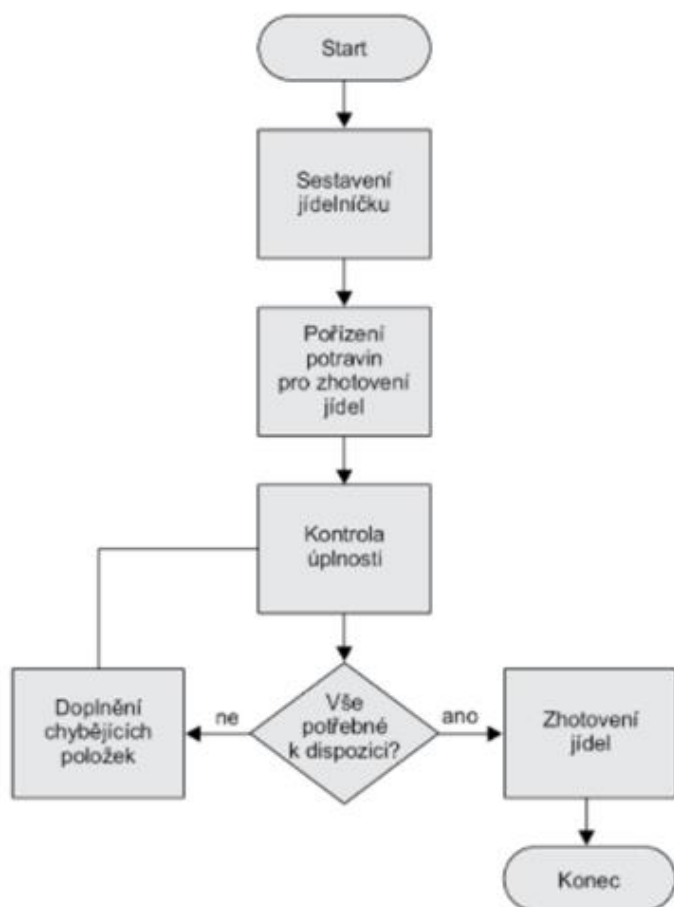 Start
Sestavení
jídelníčku
Pořízení
potravin
pro zhotovení
jídel
Kontrola
úplnosti
Doplnění
chybějících
položek
ne
Vše
potřebné
k dispozici?
ano
Zhotovení
jídel
Konec